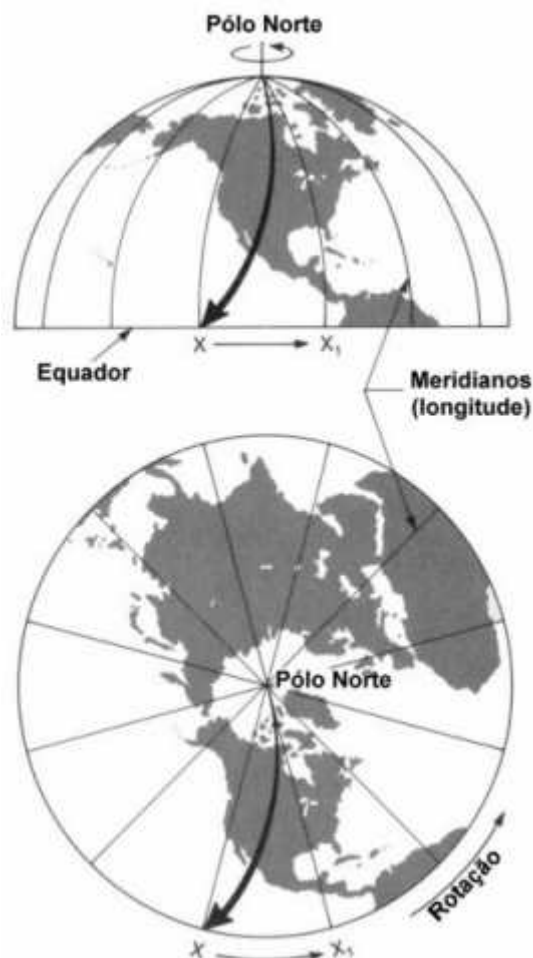 Pólo Norte
X
X₁
Equador
Meridianos
(longitude)
Pólo Norte
Rotação
X
X₁